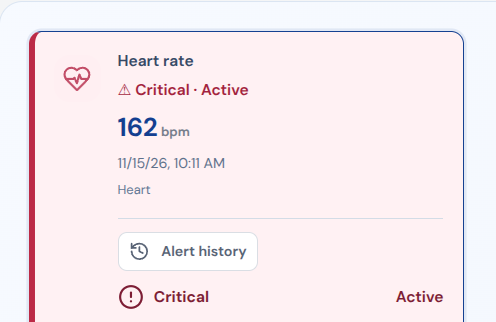 Heart rate
⚠ Critical · Active
162 bpm
11/15/26, 10:11 AM
Heart
Alert history
Critical Active